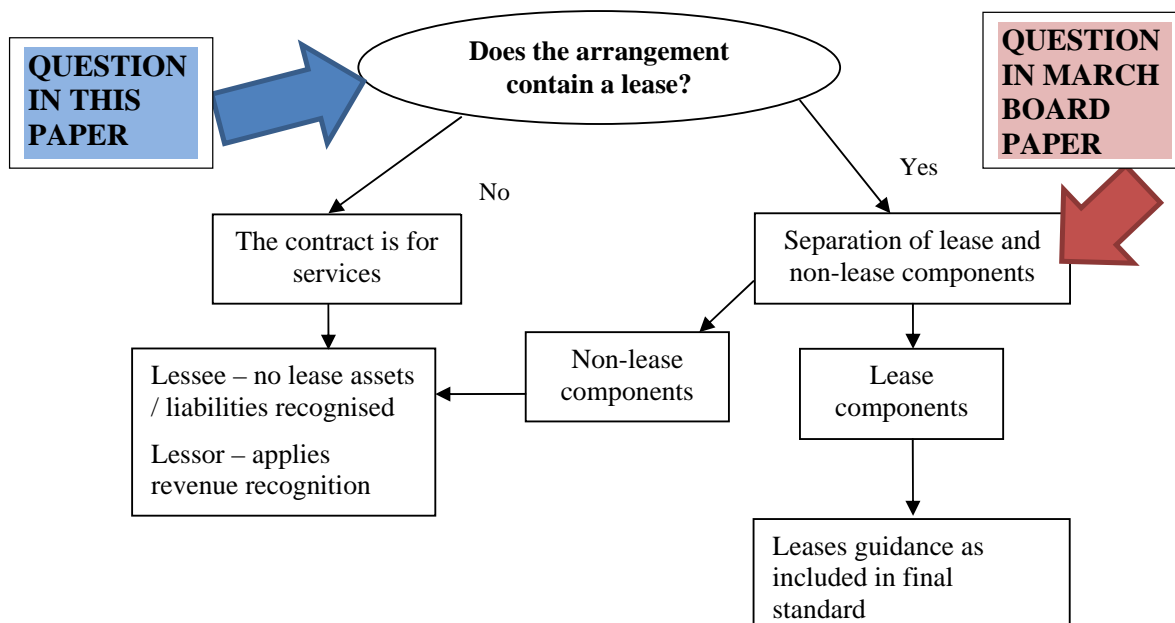 QUESTION
IN THIS
PAPER
Does the arrangement
contain a lease?
QUESTION
IN MARCH
BOARD
PAPER
No
Yes
The contract is for
services
Separation of lease and
non-lease components
Lessee – no lease assets
/ liabilities recognised
Lessor – applies
revenue recognition
Non-lease
components
Lease
components
Leases guidance as
included in final
standard